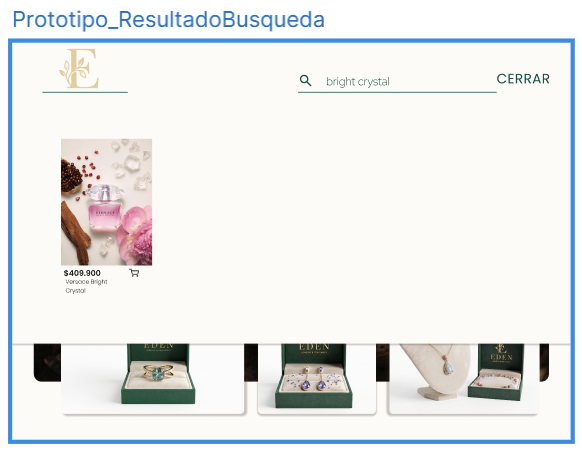 Prototipo_ResultadoBusqueda
E
bright crystal
CERRAR
$409.900
Versace Bright
Crystal
EDEN
EDEN
EDEN